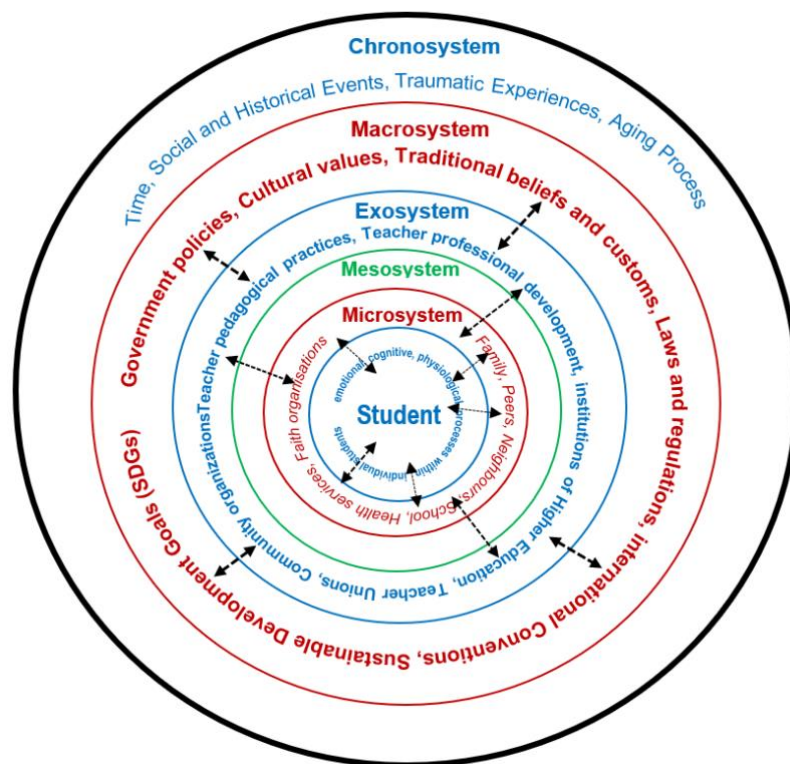 Chronosystem
Time, Social and Historical Events, Traumatic Experiences, Aging Process
Macrosystem
Government policies, Cultural values, Traditional beliefs and customs, Laws and regulations, international Conventions, Sustainable Development Goals (SDGs)
Exosystem
Teacher pedagogical practices, Teacher professional development, institutions of Higher Education, Teacher Unions, Community organizations
Mesosystem
Microsystem
Family, Peers, Neighbours, School, Health services, Faith organisations
emotional, cognitive, physiological processes within individual students
Student